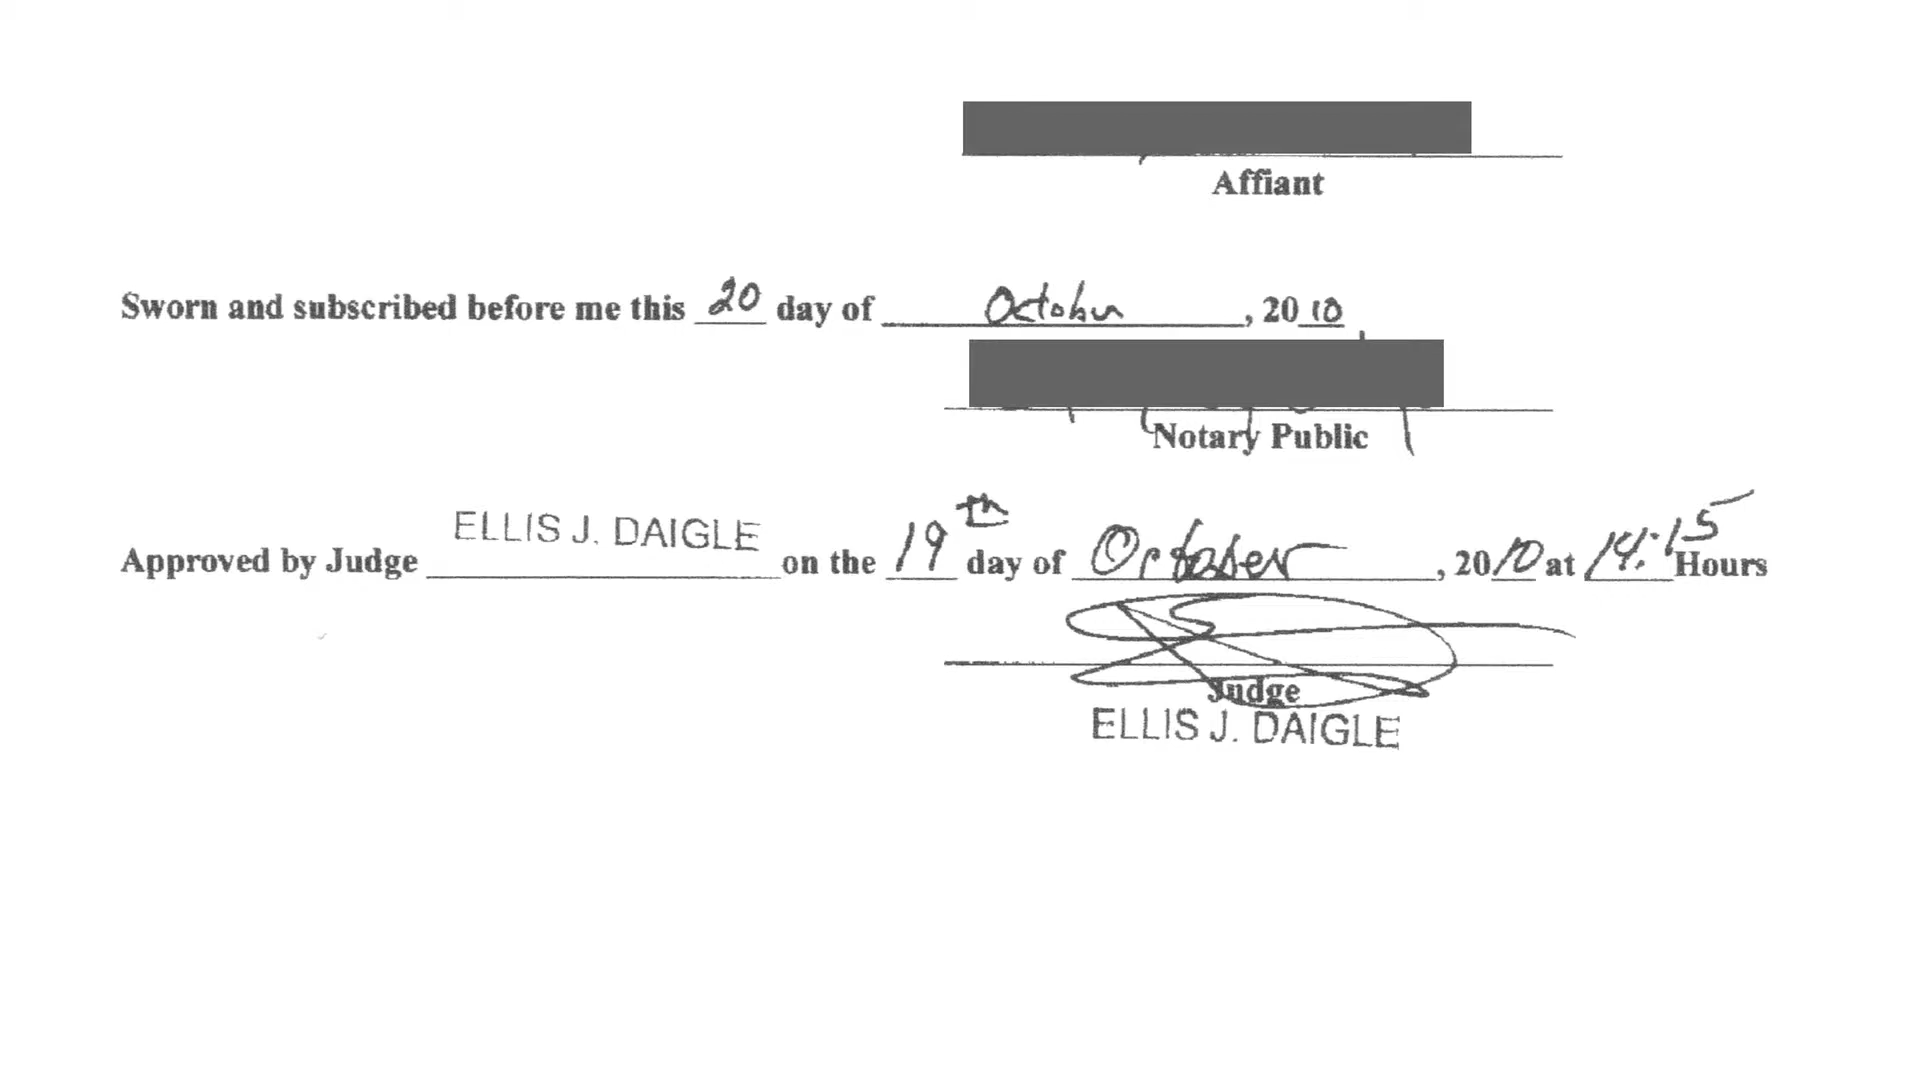 Affiant
Sworn and subscribed before me this 20 day of October, 2010
Notary Public
Approved by Judge ELLIS J. DAIGLE on the 19th day of October, 2010 at 14:15 Hours
Judge
ELLIS J. DAIGLE